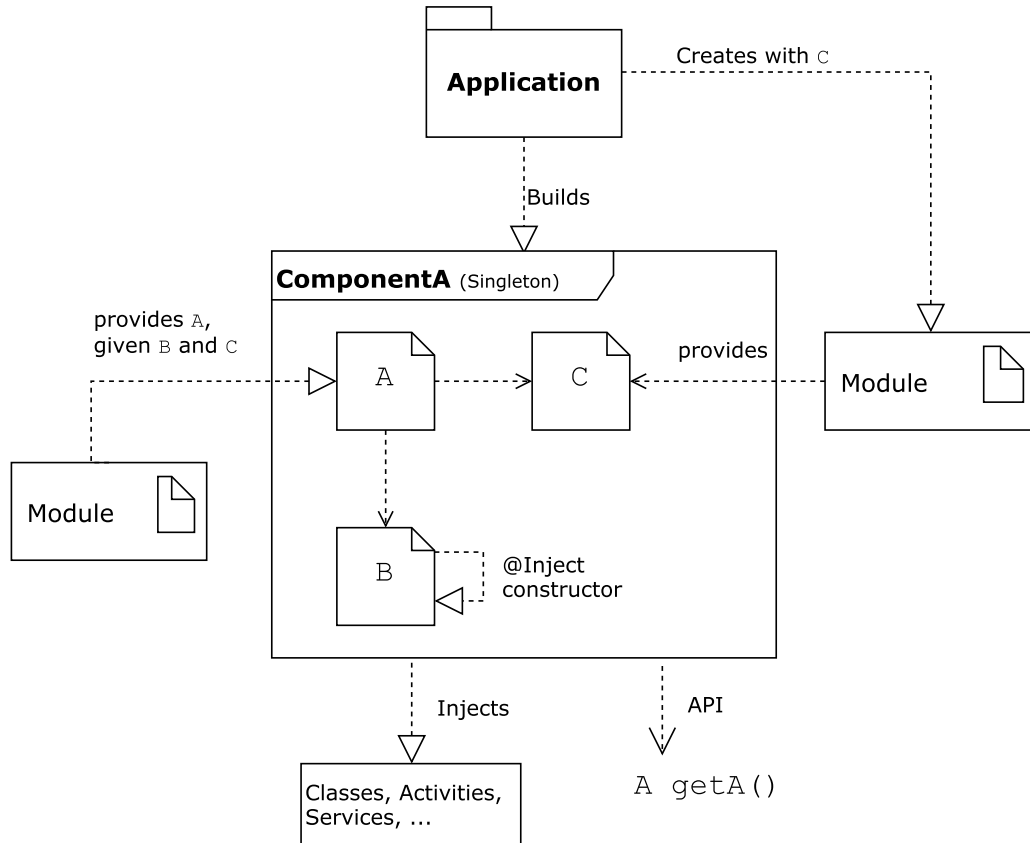 Application
Creates with C
Builds
ComponentA (Singleton)
provides A,
given B and C
A
C
provides
Module
Module
B
@Inject
constructor
Injects
API
Classes, Activities,
Services, ...
A getA()